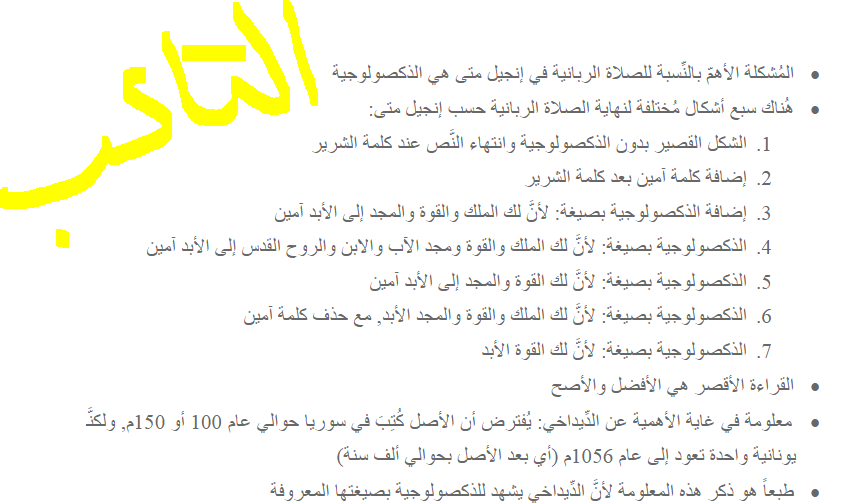 التائب
المُشكلة الأهمّ بالنِّسبة للصلاة الربانية في إنجيل متى هي الذكصولوجية
هُناك سبع أشكال مُختلفة لنهاية الصلاة الربانية حسب إنجيل متى:
1. الشكل القصير بدون الذكصولوجية وانتهاء النَّص عند كلمة الشرير
2. إضافة كلمة آمين بعد كلمة الشرير
3. إضافة الذكصولوجية بصيغة: لأنَّ لك الملك والقوة والمجد إلى الأبد آمين
4. الذكصولوجية بصيغة: لأنَّ لك الملك والقوة ومجد الآب والابن والروح القدس إلى الأبد آمين
5. الذكصولوجية بصيغة: لأنَّ لك القوة والمجد إلى الأبد آمين
6. الذكصولوجية بصيغة: لأنَّ لك الملك والقوة والمجد الأبد, مع حذف كلمة آمين
7. الذكصولوجية بصيغة: لأنَّ لك القوة الأبد
القراءة الأقصر هي الأفضل والأصح
معلومة في غاية الأهمية عن الدِّيداخي: يُفترض أن الأصل كُتِبَ في سوريا حوالي عام 100 أو 150م, ولكنَّـ
يونانية واحدة تعود إلى عام 1056م (أي بعد الأصل بحوالي ألف سنة)
طبعاً هو ذكر هذه المعلومة لأنَّ الدِّيداخي يشهد للذكصولوجية بصيغتها المعروفة